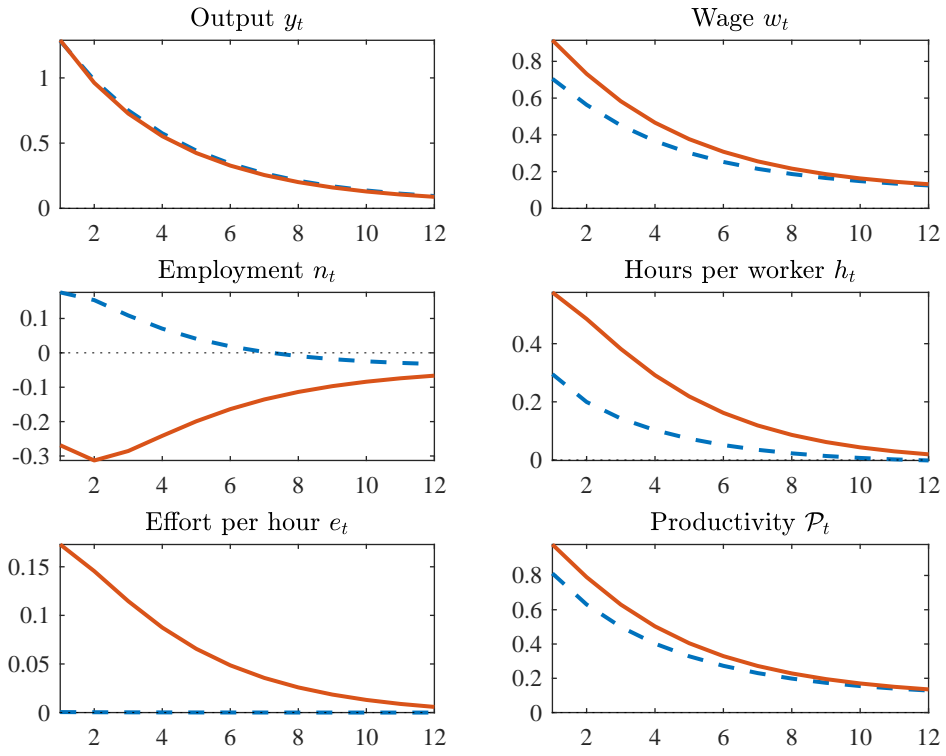 Output y_t
1
0.5
0
2 4 6 8 10 12
Wage w_t
0.8
0.6
0.4
0.2
0
2 4 6 8 10 12
Employment n_t
0.1
0
-0.1
-0.2
-0.3
2 4 6 8 10 12
Hours per worker h_t
0.4
0.2
0
2 4 6 8 10 12
Effort per hour e_t
0.15
0.1
0.05
0
2 4 6 8 10 12
Productivity 𝒫_t
0.8
0.6
0.4
0.2
0
2 4 6 8 10 12